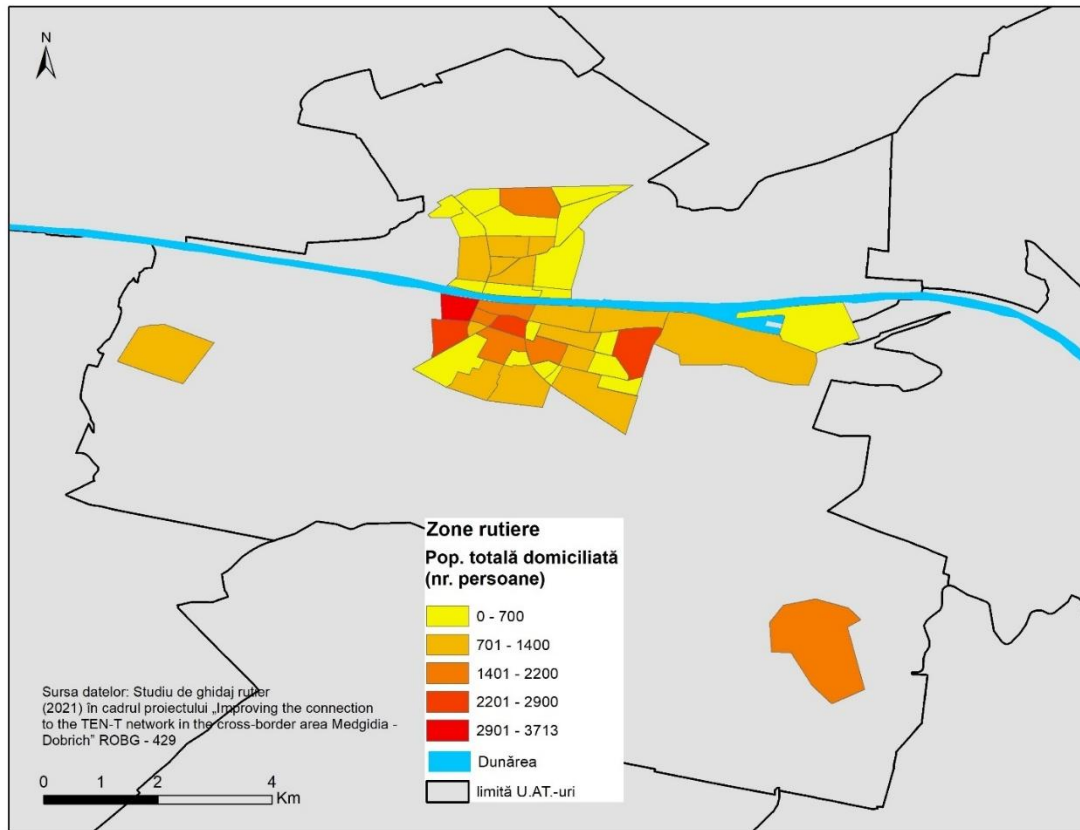 N
Zone rutiere
Pop. totală domiciliată
(nr. persoane)
0 - 700
701 - 1400
1401 - 2200
2201 - 2900
2901 - 3713
Dunărea
limită U.AT.-uri
Sursa datelor: Studiu de ghidaj rutier
(2021) în cadrul proiectului „Improving the connection
to the TEN-T network in the cross-border area Medgidia -
Dobrich” ROBG - 429
0 1 2 4
Km